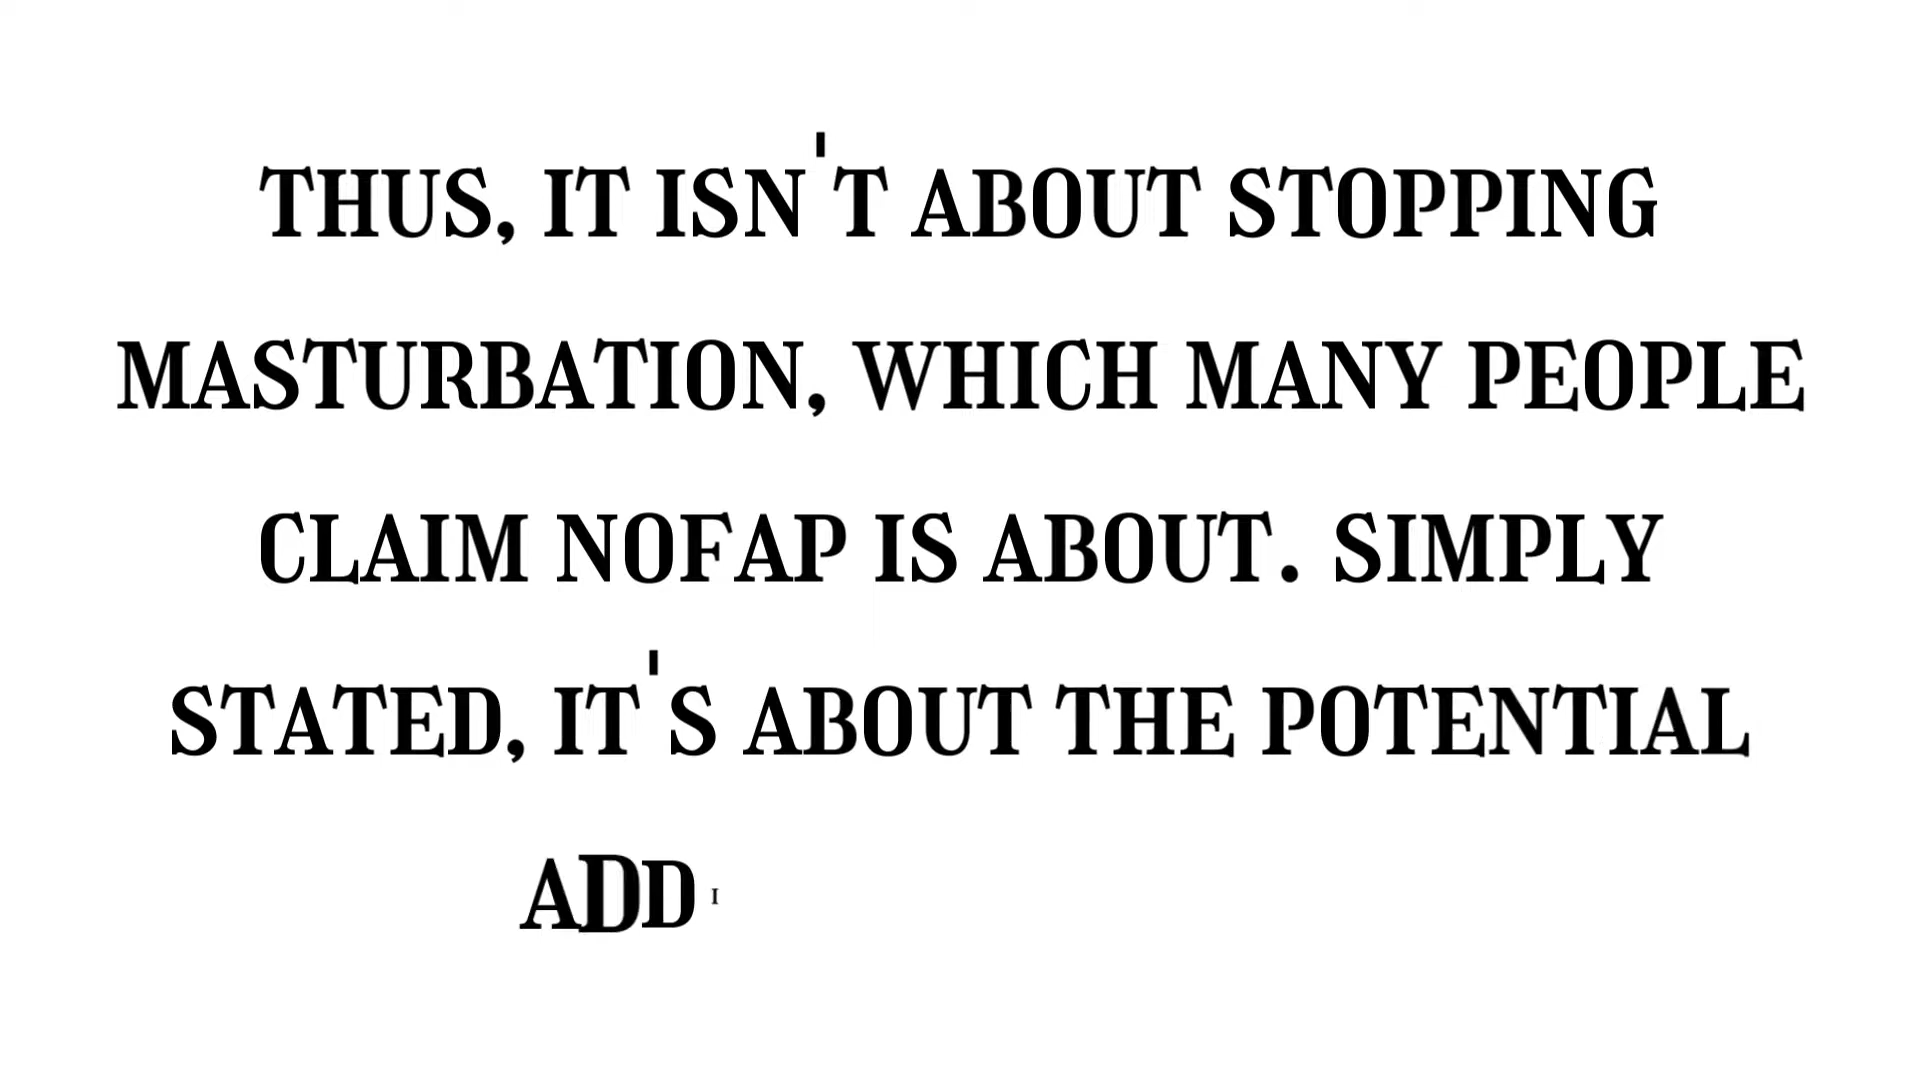 THUS, IT ISN'T ABOUT STOPPING
MASTURBATION, WHICH MANY PEOPLE
CLAIM NOFAP IS ABOUT. SIMPLY
STATED, IT'S ABOUT THE POTENTIAL
ADDI